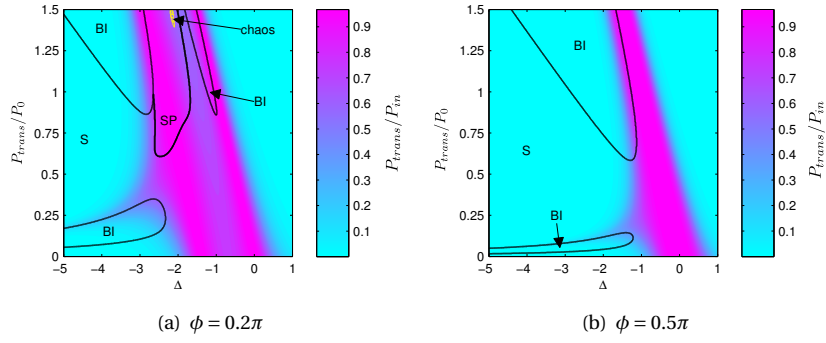 1.5
1
0.75
0.5
0.25
0
-5
-4
-3
-2
-1
0
1
Δ
P_trans/P_0
BI
S
SP
BI
chaos
BI
0.9
0.8
0.7
0.6
0.5
0.4
0.3
0.2
0.1
P_trans/P_in
(a) ϕ = 0.2π
1.5
1
0.75
0.5
0.25
0
-5
-4
-3
-2
-1
0
1
Δ
P_trans/P_0
BI
S
BI
0.9
0.8
0.7
0.6
0.5
0.4
0.3
0.2
0.1
P_trans/P_in
(b) ϕ = 0.5π